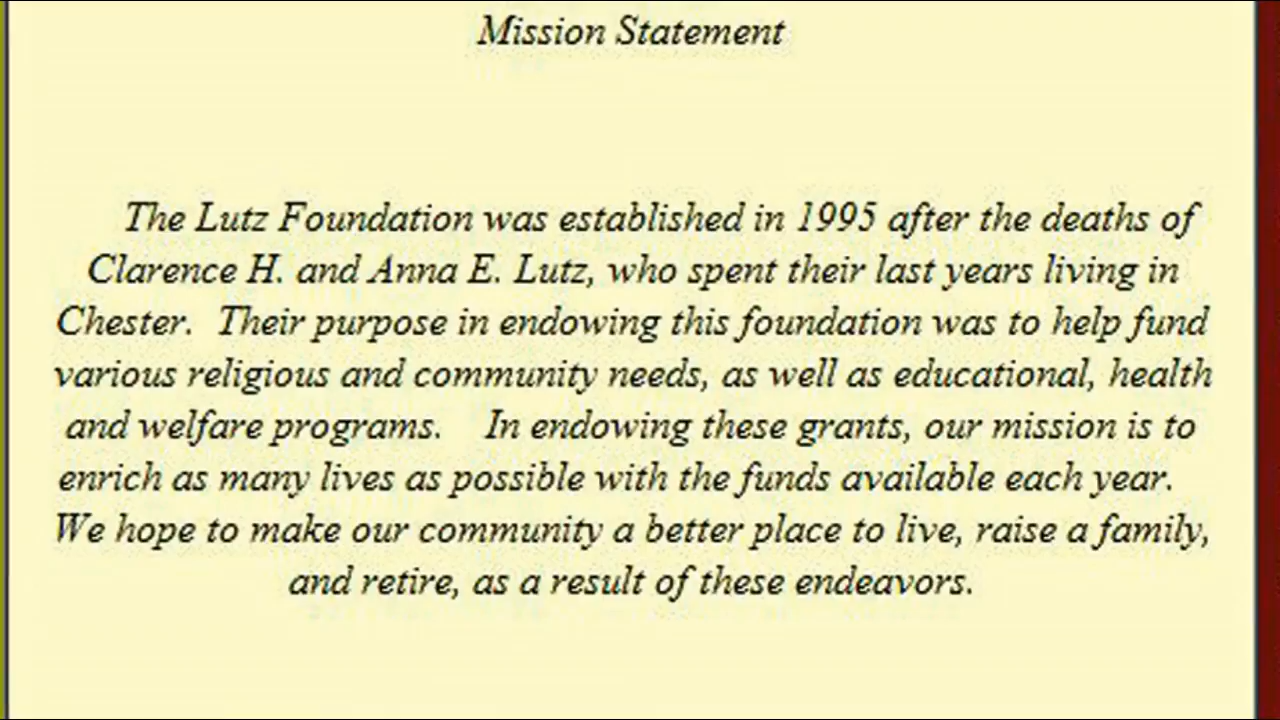 Mission Statement
The Lutz Foundation was established in 1995 after the deaths of
Clarence H. and Anna E. Lutz, who spent their last years living in
Chester.  Their purpose in endowing this foundation was to help fund
various religious and community needs, as well as educational, health
and welfare programs.    In endowing these grants, our mission is to
enrich as many lives as possible with the funds available each year.
We hope to make our community a better place to live, raise a family,
and retire, as a result of these endeavors.